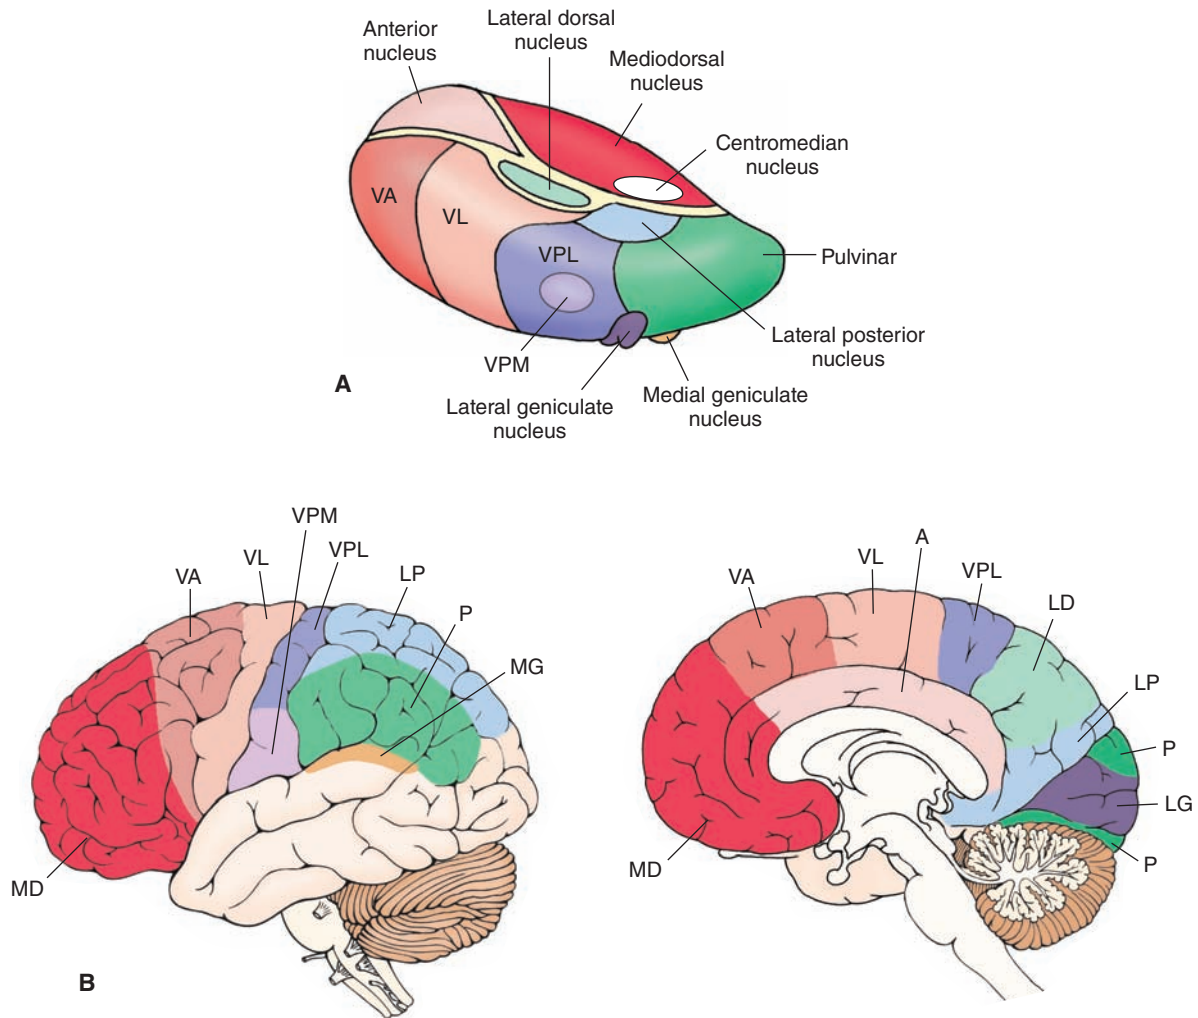 Anterior
nucleus
Lateral dorsal
nucleus
Mediodorsal
nucleus
Centromedian
nucleus
VA
VL
VPL
Pulvinar
Lateral posterior
nucleus
VPM
A
Lateral geniculate
nucleus
Medial geniculate
nucleus
VPM
VL
VPL
VA
LP
P
MG
MD
B
A
VL
VA
VPL
LD
LP
P
LG
MD
P